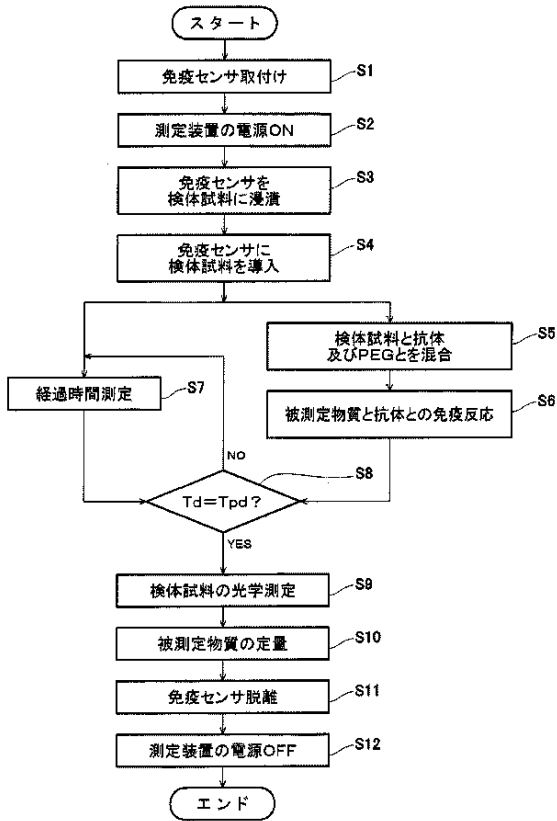 スタート
免疫センサ取付け
S1
測定装置の電源ON
S2
免疫センサを
検体試料に浸漬
S3
免疫センサに
検体試料を導入
S4
検体試料と抗体
及びPEGとを混合
S5
経過時間測定
S7
被測定物質と抗体との免疫反応
S6
NO
S8
Td=Tpd?
YES
検体試料の光学測定
S9
被測定物質の定量
S10
免疫センサ脱離
S11
測定装置の電源OFF
S12
エンド